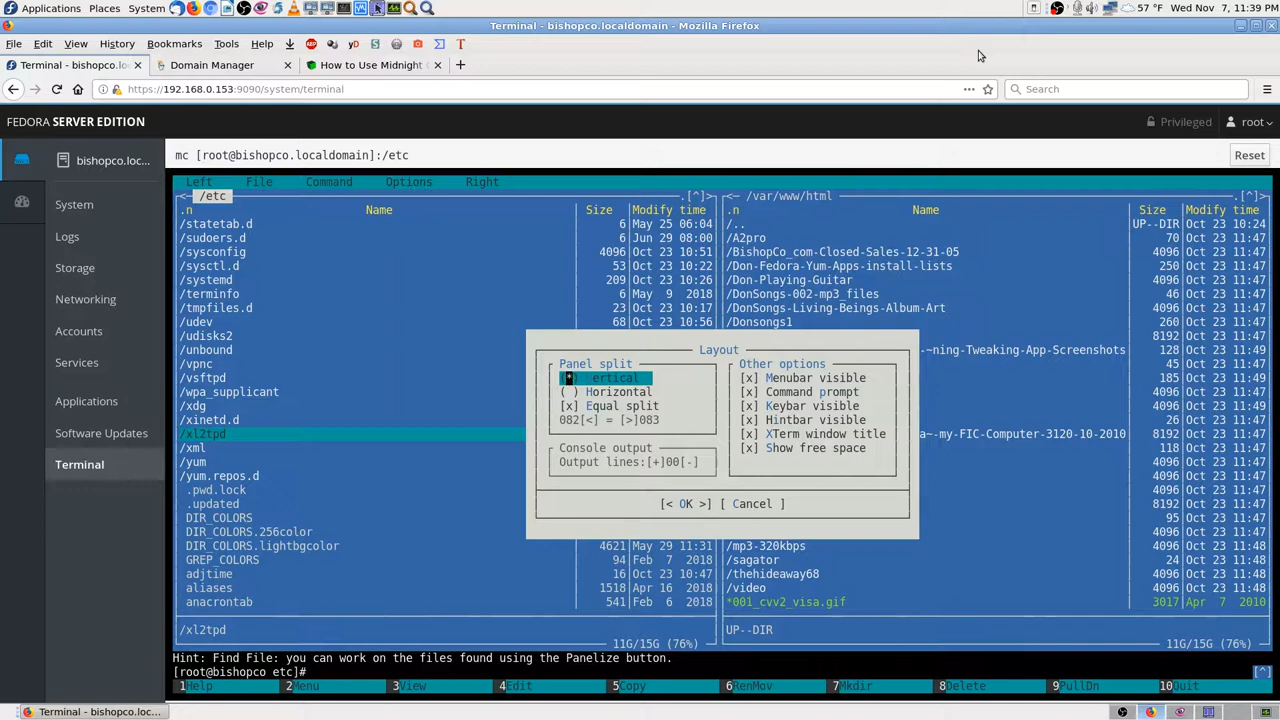 Applications Places System 57 °F Wed Nov 7, 11:39 PM
Terminal - bishopco.localdomain - Mozilla Firefox
File Edit View History Bookmarks Tools Help
Terminal - bishopco.loc Domain Manager How to Use Midnight
https://192.168.0.153:9090/system/terminal Search
FEDORA SERVER EDITION Privileged root
bishopco.loc...
System
Logs
Storage
Networking
Accounts
Services
Applications
Software Updates
Terminal
mc [root@bishopco.localdomain]:/etc Reset
Left File Command Options Right
<─ /etc .[^]> <─ /var/www/html .[^]>
.n Name Size Modify time .n Name Size Modify time
/statetab.d 6 May 25 06:04 /.. UP--DIR Oct 23 10:24
/sudoers.d 6 Jun 29 08:00 /A2pro 70 Oct 23 11:47
/sysconfig 4096 Oct 23 10:51 /BishopCo_com-Closed-Sales-12-31-05 4096 Oct 23 11:47
/sysctl.d 53 Oct 23 10:22 /Don-Fedora-Yum-Apps-install-lists 250 Oct 23 11:47
/systemd 209 Oct 23 10:26 /Don-Playing-Guitar 4096 Oct 23 11:47
/terminfo 6 May 9 2018 /DonSongs-002-mp3_files 46 Oct 23 11:47
/tmpfiles.d 23 Oct 23 10:17 /DonSongs-Living-Beings-Album-Art 4096 Oct 23 11:47
/udev 68 Oct 23 10:56 /Donsongs1 260 Oct 23 11:47
/udisks2 8192 Oct 23 11:47
/unbound ~ning-Tweaking-App-Screenshots 128 Oct 23 11:47
/vpnc 45 Oct 23 11:47
/vsftpd 185 Oct 23 11:47
/wpa_supplicant 4096 Oct 23 11:47
/xdg 49 Oct 23 11:47
/xinetd.d 4096 Oct 23 11:47
/xl2tpd a~-my-FIC-Computer-3120-10-2010 8192 Oct 23 11:47
/xml 118 Oct 23 11:47
/yum 4096 Oct 23 11:47
/yum.repos.d 4096 Oct 23 11:47
.pwd.lock 4096 Oct 23 11:47
.updated 4096 Oct 23 11:47
DIR_COLORS 95 Oct 23 11:47
DIR_COLORS.256color 4096 Oct 23 11:47
DIR_COLORS.lightbgcolor 4621 May 29 11:31 /mp3-320kbps 8192 Oct 23 11:48
GREP_COLORS 94 Feb 7 2018 /sagator 24 Oct 23 11:48
adjtime 16 Oct 23 10:47 /thehideaway68 4096 Oct 23 11:48
aliases 1518 Apr 16 2018 /video 4096 Oct 23 11:48
anacrontab 541 Feb 6 2018 *001_cvv2_visa.gif 3017 Apr 7 2010
/xl2tpd UP--DIR
11G/15G (76%) 11G/15G (76%)
Layout
Panel split Other options
(*) ertical [x] Menubar visible
( ) Horizontal [x] Command prompt
[x] Equal split [x] Keybar visible
082[<] = [>]083 [x] Hintbar visible
[x] XTerm window title
Console output [x] Show free space
Output lines:[+]00[-]
[< OK >] [ Cancel ]
Hint: Find File: you can work on the files found using the Panelize button.
[root@bishopco etc]# [^]
1Help 2Menu 3View 4Edit 5Copy 6RenMov 7Mkdir 8Delete 9PullDn 10Quit
Terminal - bishopco.loc...